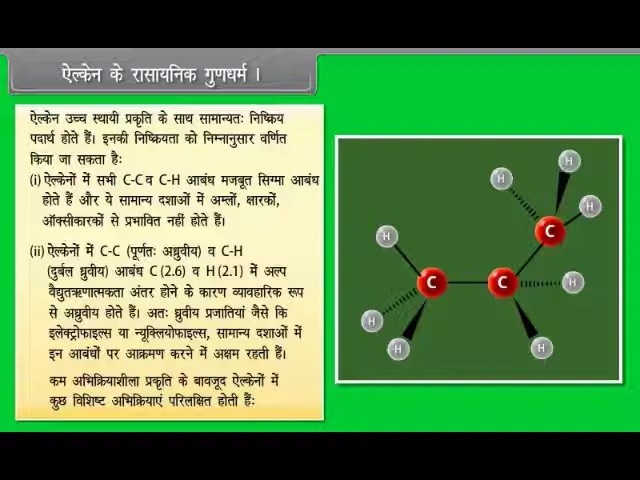 ऐल्केन के रासायनिक गुणधर्म ।
ऐल्केन उच्च स्थायी प्रकृति के साथ सामान्यतः निष्क्रिय
पदार्थ होते हैं। इनकी निष्क्रियता को निम्नानुसार वर्णित
किया जा सकता हैः
(i) ऐल्केनों में सभी C-C व C-H आबंध मजबूत सिग्मा आबंध
होते हैं और ये सामान्य दशाओं में अम्लों, क्षारकों,
ऑक्सीकारकों से प्रभावित नहीं होते हैं।
(ii) ऐल्केनों में C-C (पूर्णतः अध्रुवीय) व C-H
(दुर्बल ध्रुवीय) आबंध C (2.6) व H (2.1) में अल्प
वैद्युतऋणात्मकता अंतर होने के कारण व्यावहारिक रूप
से अध्रुवीय होते हैं। अतः ध्रुवीय प्रजातियां जैसे कि
इलेक्ट्रोफाइल्स या न्यूक्लियोफाइल्स, सामान्य दशाओं में
इन आबंधों पर आक्रमण करने में अक्षम रहती हैं।
कम अभिक्रियाशीला प्रकृति के बावजूद ऐल्केनों में
कुछ विशिष्ट अभिक्रियाएं परिलक्षित होती हैंः
H
H
H
C
H
C
C
H
H
H
H